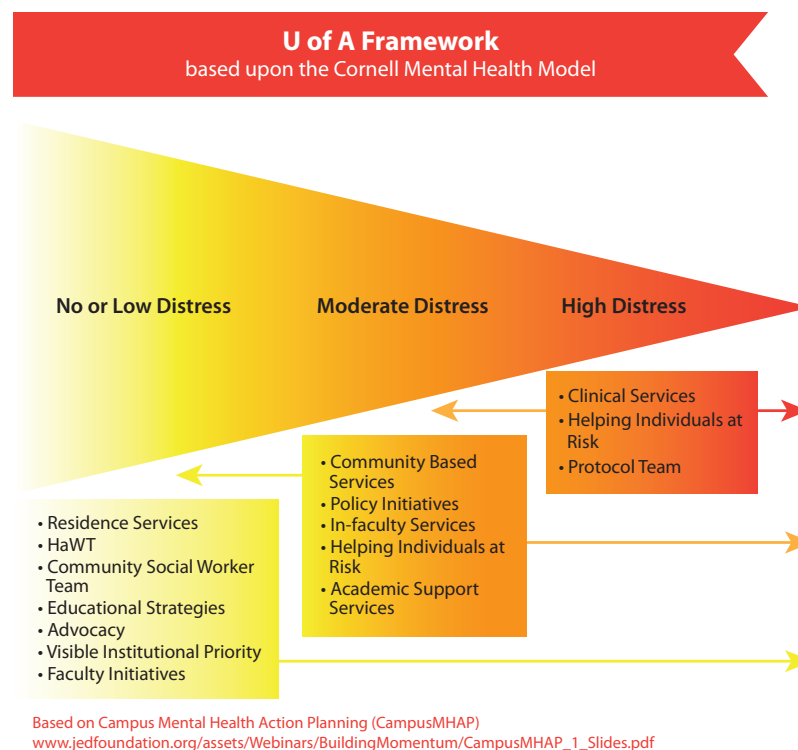 U of A Framework
based upon the Cornell Mental Health Model
No or Low Distress
Moderate Distress
High Distress
• Clinical Services
• Helping Individuals at
Risk
• Protocol Team
• Community Based
Services
• Policy Initiatives
• In-faculty Services
• Helping Individuals at
Risk
• Academic Support
Services
• Residence Services
• HaWT
• Community Social Worker
Team
• Educational Strategies
• Advocacy
• Visible Institutional Priority
• Faculty Initiatives
Based on Campus Mental Health Action Planning (CampusMHAP)
www.jedfoundation.org/assets/Webinars/BuildingMomentum/CampusMHAP_1_Slides.pdf